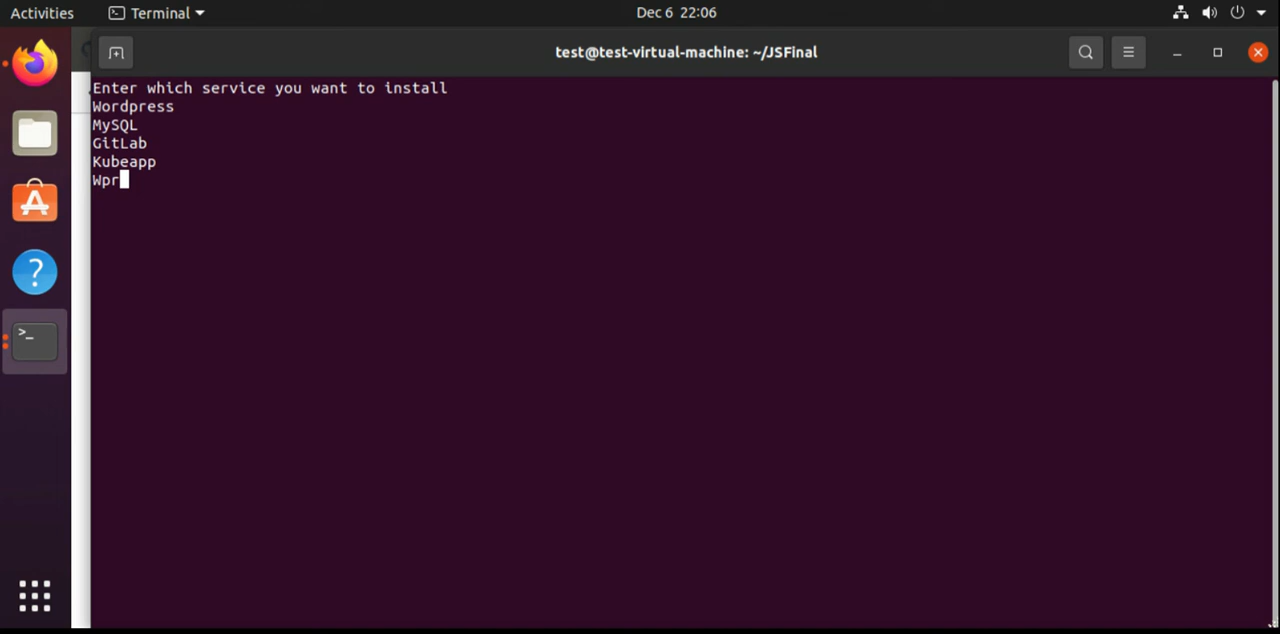 Activities
Terminal
Dec 6 22:06
test@test-virtual-machine: ~/JSFinal
Enter which service you want to install
Wordpress
MySQL
GitLab
Kubeapp
Wpr